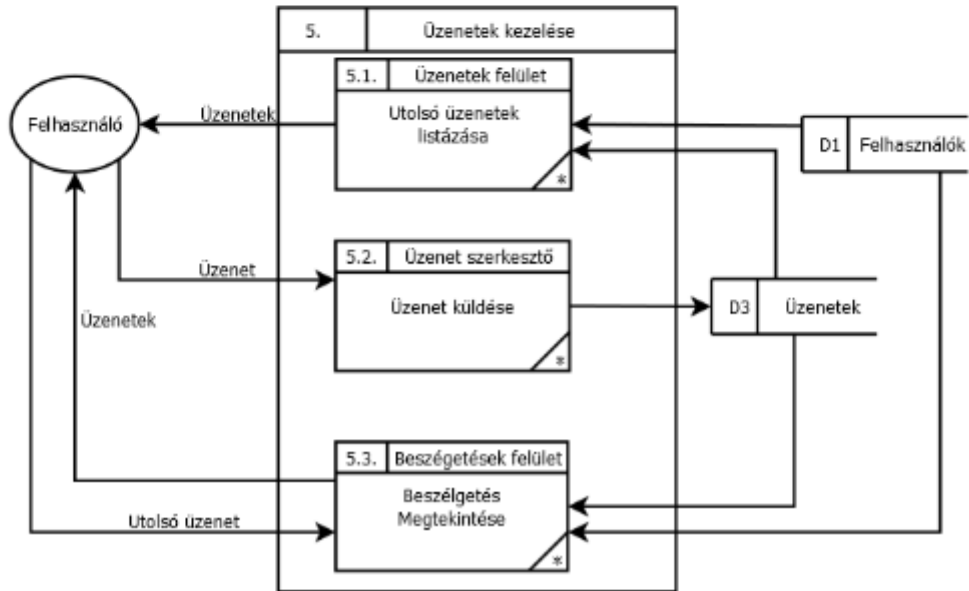 5. Üzenetek kezelése
5.1. Üzenetek felület
Utolsó üzenetek
listázása
*
Felhasználó
Üzenetek
D1 Felhasználók
5.2. Üzenet szerkesztő
Üzenet küldése
*
Üzenet
D3 Üzenetek
Üzenetek
5.3. Beszégetések felület
Beszélgetés
Megtekintése
*
Utolsó üzenet